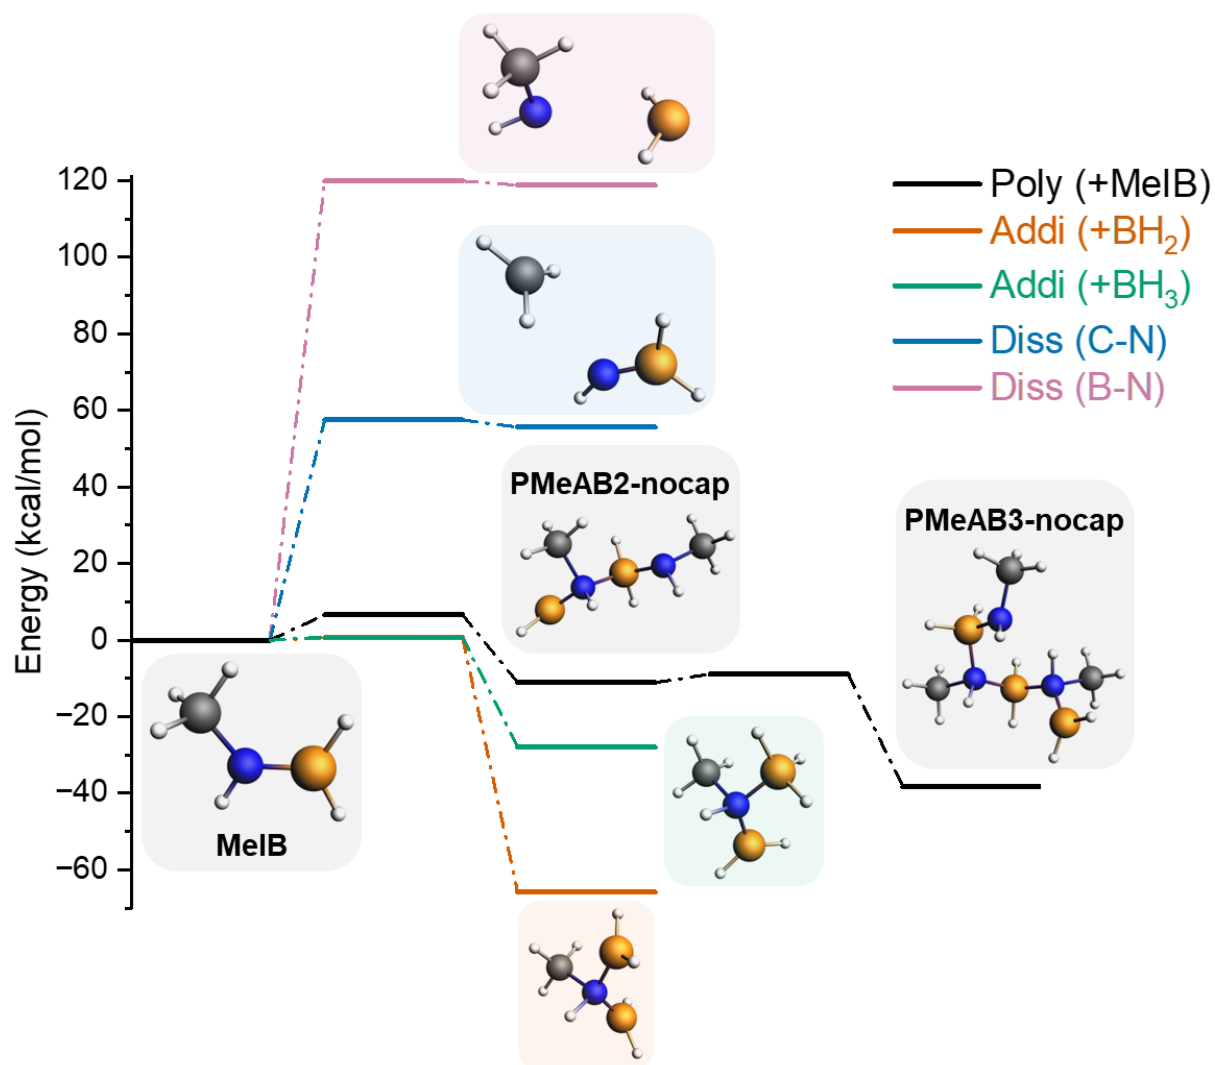 120
100
80
60
40
20
0
−20
−40
−60
Energy (kcal/mol)
Poly (+MeIB)
Addi (+BH₂)
Addi (+BH₃)
Diss (C-N)
Diss (B-N)
PMeAB2-nocap
PMeAB3-nocap
MeIB